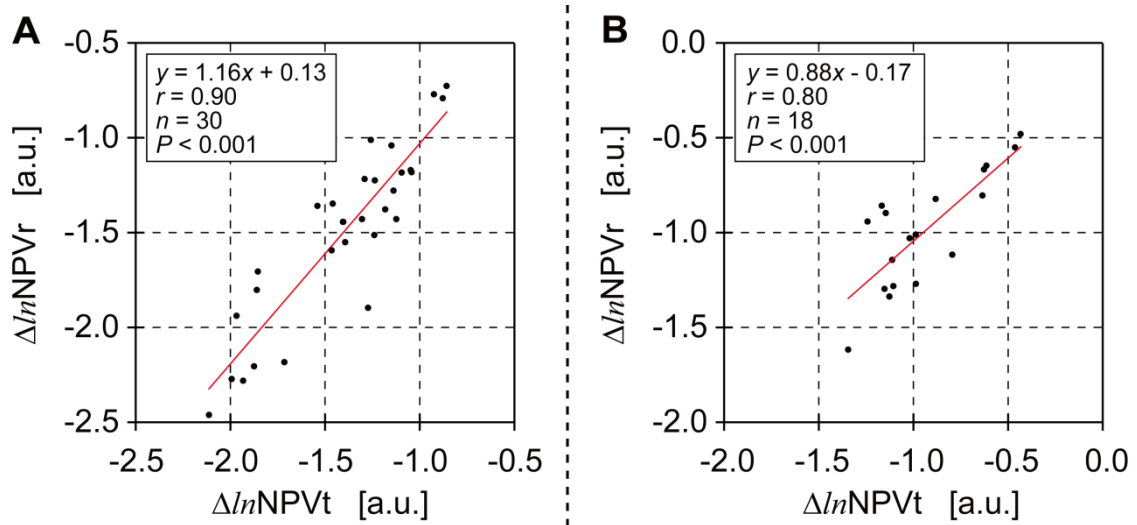 A
y = 1.16x + 0.13
r = 0.90
n = 30
P < 0.001
-0.5
-1.0
-1.5
-2.0
-2.5
ΔlnNPVr [a.u.]
-2.5 -2.0 -1.5 -1.0 -0.5
ΔlnNPVt [a.u.]
B
y = 0.88x - 0.17
r = 0.80
n = 18
P < 0.001
0.0
-0.5
-1.0
-1.5
-2.0
ΔlnNPVr [a.u.]
-2.0 -1.5 -1.0 -0.5 0.0
ΔlnNPVt [a.u.]